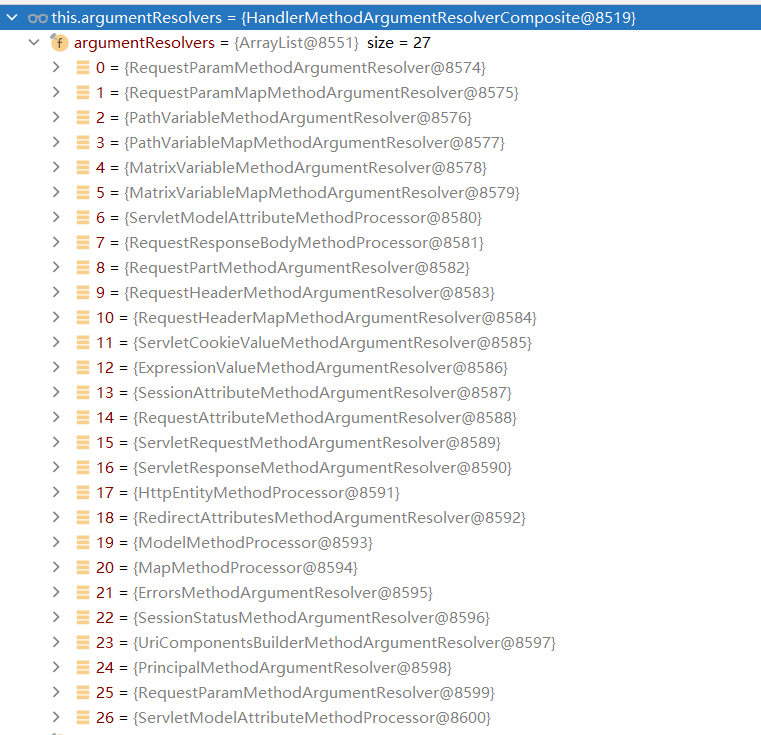 this.argumentResolvers = {HandlerMethodArgumentResolverComposite@8519}
f argumentResolvers = {ArrayList@8551} size = 27
0 = {RequestParamMethodArgumentResolver@8574}
1 = {RequestParamMapMethodArgumentResolver@8575}
2 = {PathVariableMethodArgumentResolver@8576}
3 = {PathVariableMapMethodArgumentResolver@8577}
4 = {MatrixVariableMethodArgumentResolver@8578}
5 = {MatrixVariableMapMethodArgumentResolver@8579}
6 = {ServletModelAttributeMethodProcessor@8580}
7 = {RequestResponseBodyMethodProcessor@8581}
8 = {RequestPartMethodArgumentResolver@8582}
9 = {RequestHeaderMethodArgumentResolver@8583}
10 = {RequestHeaderMapMethodArgumentResolver@8584}
11 = {ServletCookieValueMethodArgumentResolver@8585}
12 = {ExpressionValueMethodArgumentResolver@8586}
13 = {SessionAttributeMethodArgumentResolver@8587}
14 = {RequestAttributeMethodArgumentResolver@8588}
15 = {ServletRequestMethodArgumentResolver@8589}
16 = {ServletResponseMethodArgumentResolver@8590}
17 = {HttpEntityMethodProcessor@8591}
18 = {RedirectAttributesMethodArgumentResolver@8592}
19 = {ModelMethodProcessor@8593}
20 = {MapMethodProcessor@8594}
21 = {ErrorsMethodArgumentResolver@8595}
22 = {SessionStatusMethodArgumentResolver@8596}
23 = {UriComponentsBuilderMethodArgumentResolver@8597}
24 = {PrincipalMethodArgumentResolver@8598}
25 = {RequestParamMethodArgumentResolver@8599}
26 = {ServletModelAttributeMethodProcessor@8600}